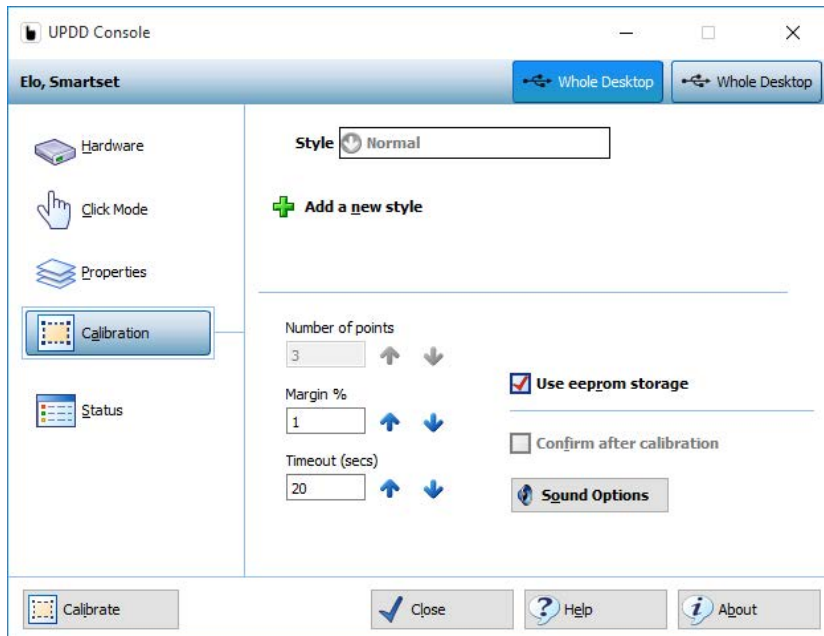 UPDD Console
Elo, Smartset
Whole Desktop
Whole Desktop
Hardware
Click Mode
Properties
Calibration
Status
Style
Normal
Add a new style
Number of points
3
Margin %
1
Timeout (secs)
20
Use eeprom storage
Confirm after calibration
Sound Options
Calibrate
Close
Help
About